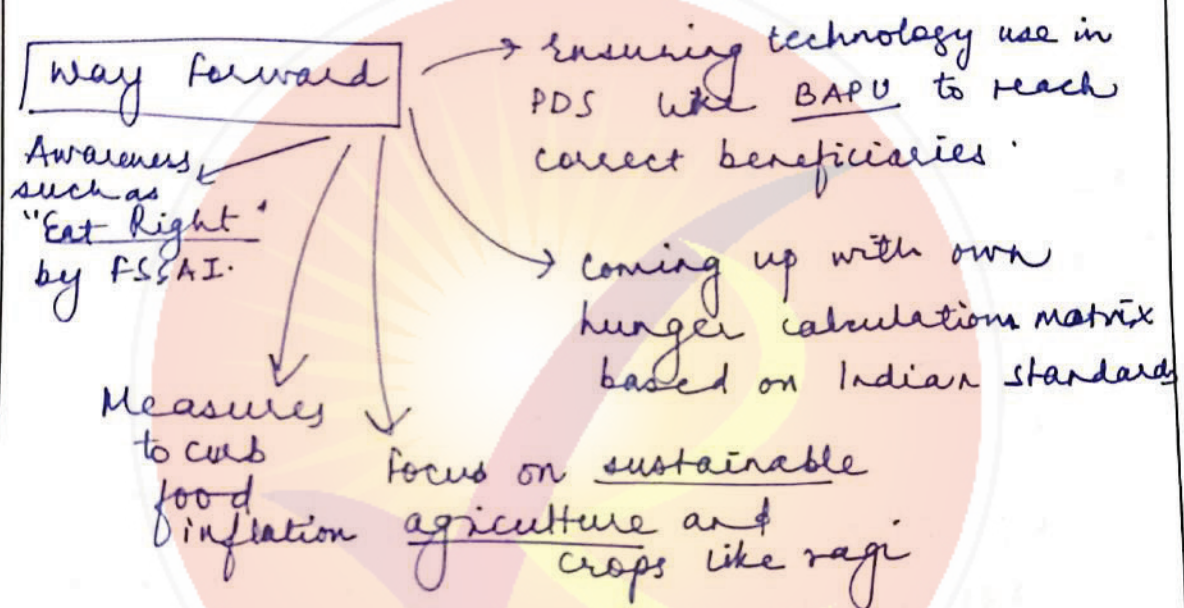 Way Forward
Ensuring technology use in
PDS like BAPU to reach
correct beneficiaries.
Awareness
such as
"Eat Right"
by FSSAI.
Coming up with own
hunger calculations matrix
based on Indian standards
Measures
to curb
food
inflation
Focus on sustainable
agriculture and
crops like ragi